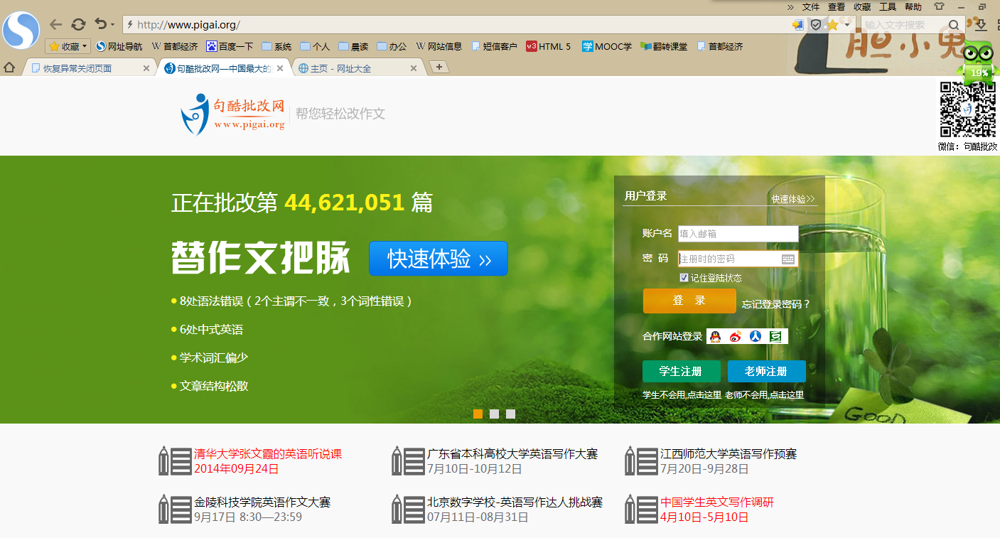 » 文件 查看 收藏 工具 帮助
http://www.pigai.org/ 输入文字搜索
胆小鬼
收藏 网址导航 首都经济 百度一下 系统 个人 晨读 办公 网站信息 短信客户 w3 HTML 5 学 MOOC学 翻转课堂 首都经济
恢复异常关闭页面 句酷批改网—中国最大的 主页 - 网址大全
19%
句酷批改网
www.pigai.org
帮您轻松改作文
微信：句酷批改
正在批改第 44,621,051 篇
替作文把脉
快速体验 >>
8处语法错误（2个主谓不一致，3个词性错误）
6处中式英语
学术词汇偏少
文章结构松散
用户登录 快速体验>>
账户名 填入邮箱
密 码 注册时的密码
记住登陆状态
登 录 忘记登录密码？
合作网站登录
学生注册 老师注册
学生不会用,点击这里 老师不会用,点击这里
GOOD
清华大学张文霞的英语听说课
2014年09月24日
广东省本科高校大学英语写作大赛
7月10日-10月12日
江西师范大学英语写作预赛
7月20日-9月28日
金陵科技学院英语作文大赛
9月17日 8:30—23:59
北京数字学校-英语写作达人挑战赛
07月11日-08月31日
中国学生英文写作调研
4月10日-5月10日